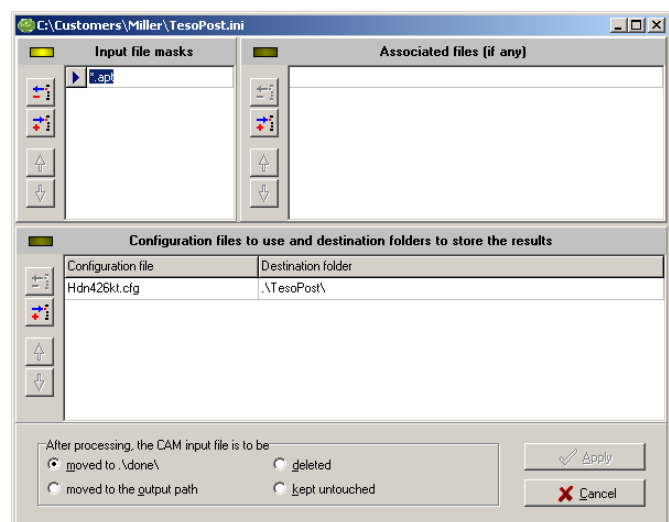 C:\Customers\Miller\TesoPost.ini
Input file masks
Associated files (if any)
*.apt
Configuration files to use and destination folders to store the results
Configuration file Destination folder
Hdn426kt.cfg .\TesoPost\
After processing, the CAM input file is to be
moved to .\done\ deleted
moved to the output path kept untouched
Apply
Cancel